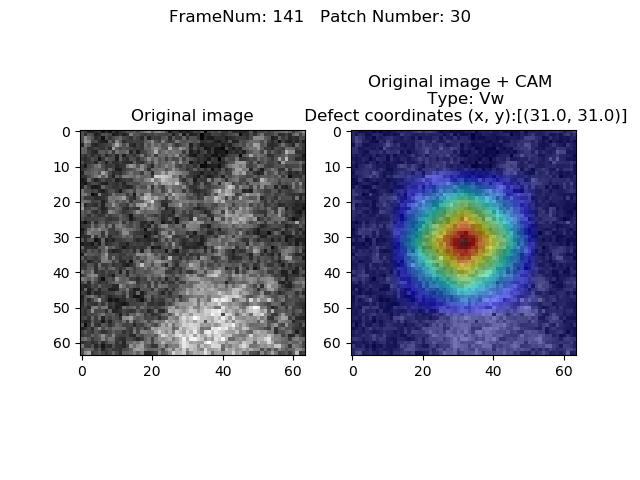 FrameNum: 141   Patch Number: 30
Original image
Original image + CAM
Type: Vw
Defect coordinates (x, y):[(31.0, 31.0)]
0
10
20
30
40
50
60
0 20 40 60
0
10
20
30
40
50
60
0 20 40 60